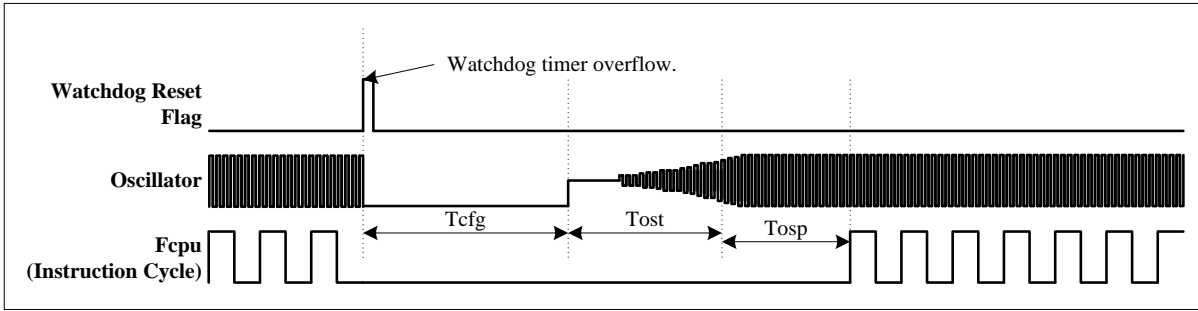 Watchdog timer overflow.
Watchdog Reset
Flag
Oscillator
Tcfg
Tost
Tosp
Fcpu
(Instruction Cycle)